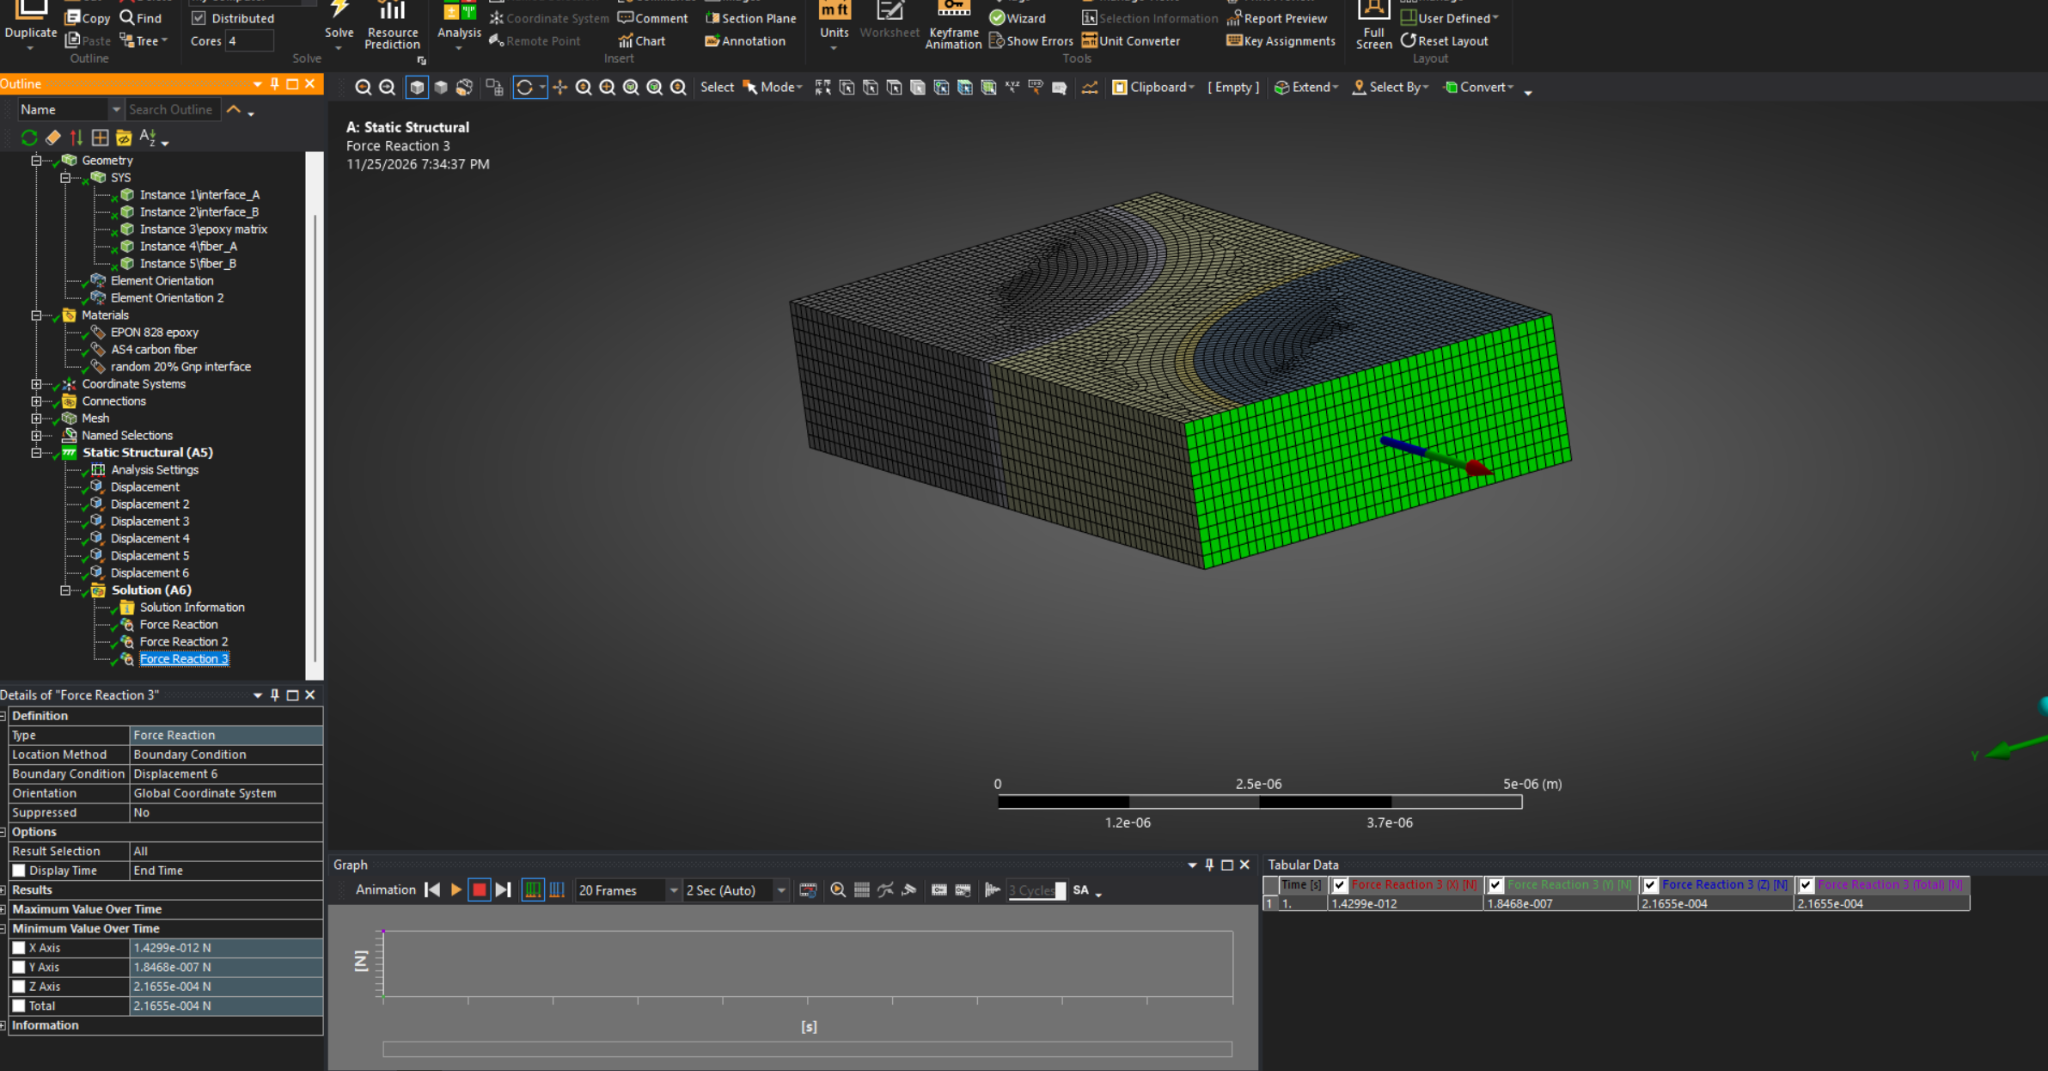 Duplicate
Copy
Paste
Find
Tree
Outline
Distributed
Cores 4
Solve
Resource
Prediction
Solve
Analysis
Coordinate System
Remote Point
Comment
Chart
Section Plane
Annotation
Insert
Units
Worksheet
Keyframe
Animation
Wizard
Show Errors
Selection Information
Unit Converter
Report Preview
Key Assignments
Tools
Full
Screen
User Defined
Reset Layout
Layout
Outline
Name
Search Outline
Select
Mode
Clipboard
[ Empty ]
Extend
Select By
Convert
Geometry
SYS
Instance 1\interface_A
Instance 2\interface_B
Instance 3\epoxy matrix
Instance 4\fiber_A
Instance 5\fiber_B
Element Orientation
Element Orientation 2
Materials
EPON 828 epoxy
AS4 carbon fiber
random 20% Gnp interface
Coordinate Systems
Connections
Mesh
Named Selections
Static Structural (A5)
Analysis Settings
Displacement
Displacement 2
Displacement 3
Displacement 4
Displacement 5
Displacement 6
Solution (A6)
Solution Information
Force Reaction
Force Reaction 2
Force Reaction 3
A: Static Structural
Force Reaction 3
11/25/2026 7:34:37 PM
Y
0 2.5e-06 5e-06 (m)
1.2e-06 3.7e-06
Details of "Force Reaction 3"
Definition
Type Force Reaction
Location Method Boundary Condition
Boundary Condition Displacement 6
Orientation Global Coordinate System
Suppressed No
Options
Result Selection All
Display Time End Time
Results
Maximum Value Over Time
Minimum Value Over Time
X Axis 1.4299e-012 N
Y Axis 1.8468e-007 N
Z Axis 2.1655e-004 N
Total 2.1655e-004 N
Information
Graph
Animation
20 Frames
2 Sec (Auto)
3 Cycles
SA
[N]
[s]
Tabular Data
Time [s] Force Reaction 3 (X) [N] Force Reaction 3 (Y) [N] Force Reaction 3 (Z) [N] Force Reaction 3 (Total) [N]
1 1. 1.4299e-012 1.8468e-007 2.1655e-004 2.1655e-004